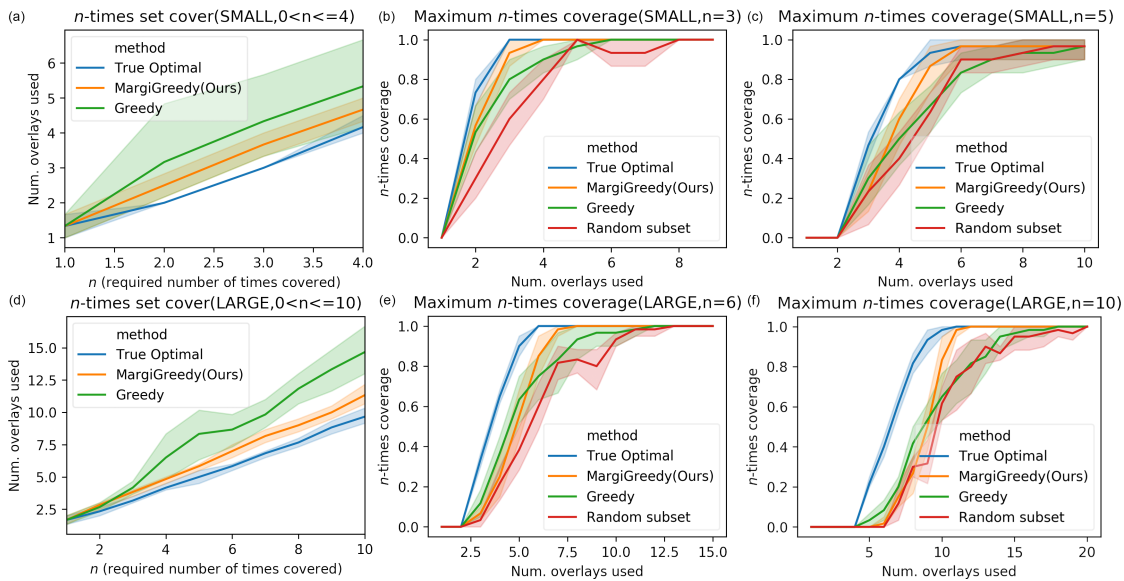 (a)
n-times set cover(SMALL,0<n<=4)
Num. overlays used
6
5
4
3
2
1
method
True Optimal
MargiGreedy(Ours)
Greedy
1.0 1.5 2.0 2.5 3.0 3.5 4.0
n (required number of times covered)
(b)
Maximum n-times coverage(SMALL,n=3)
n-times coverage
1.0
0.8
0.6
0.4
0.2
0.0
method
True Optimal
MargiGreedy(Ours)
Greedy
Random subset
2 4 6 8
Num. overlays used
(c)
Maximum n-times coverage(SMALL,n=5)
n-times coverage
1.0
0.8
0.6
0.4
0.2
0.0
method
True Optimal
MargiGreedy(Ours)
Greedy
Random subset
2 4 6 8 10
Num. overlays used
(d)
n-times set cover(LARGE,0<n<=10)
Num. overlays used
15.0
12.5
10.0
7.5
5.0
2.5
method
True Optimal
MargiGreedy(Ours)
Greedy
2 4 6 8 10
n (required number of times covered)
(e)
Maximum n-times coverage(LARGE,n=6)
n-times coverage
1.0
0.8
0.6
0.4
0.2
0.0
method
True Optimal
MargiGreedy(Ours)
Greedy
Random subset
2.5 5.0 7.5 10.0 12.5 15.0
Num. overlays used
(f)
Maximum n-times coverage(LARGE,n=10)
n-times coverage
1.0
0.8
0.6
0.4
0.2
0.0
method
True Optimal
MargiGreedy(Ours)
Greedy
Random subset
5 10 15 20
Num. overlays used